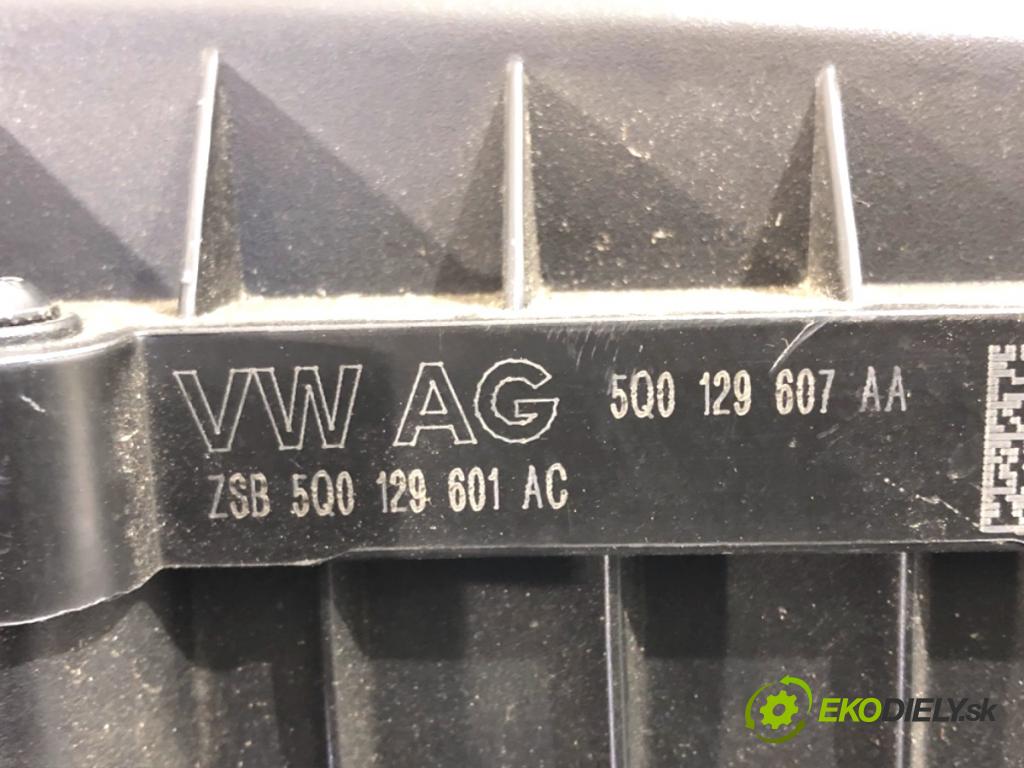 VW AG 5Q0 129 607 AA
ZSB 5Q0 129 601 AC
EKODIELY.sk